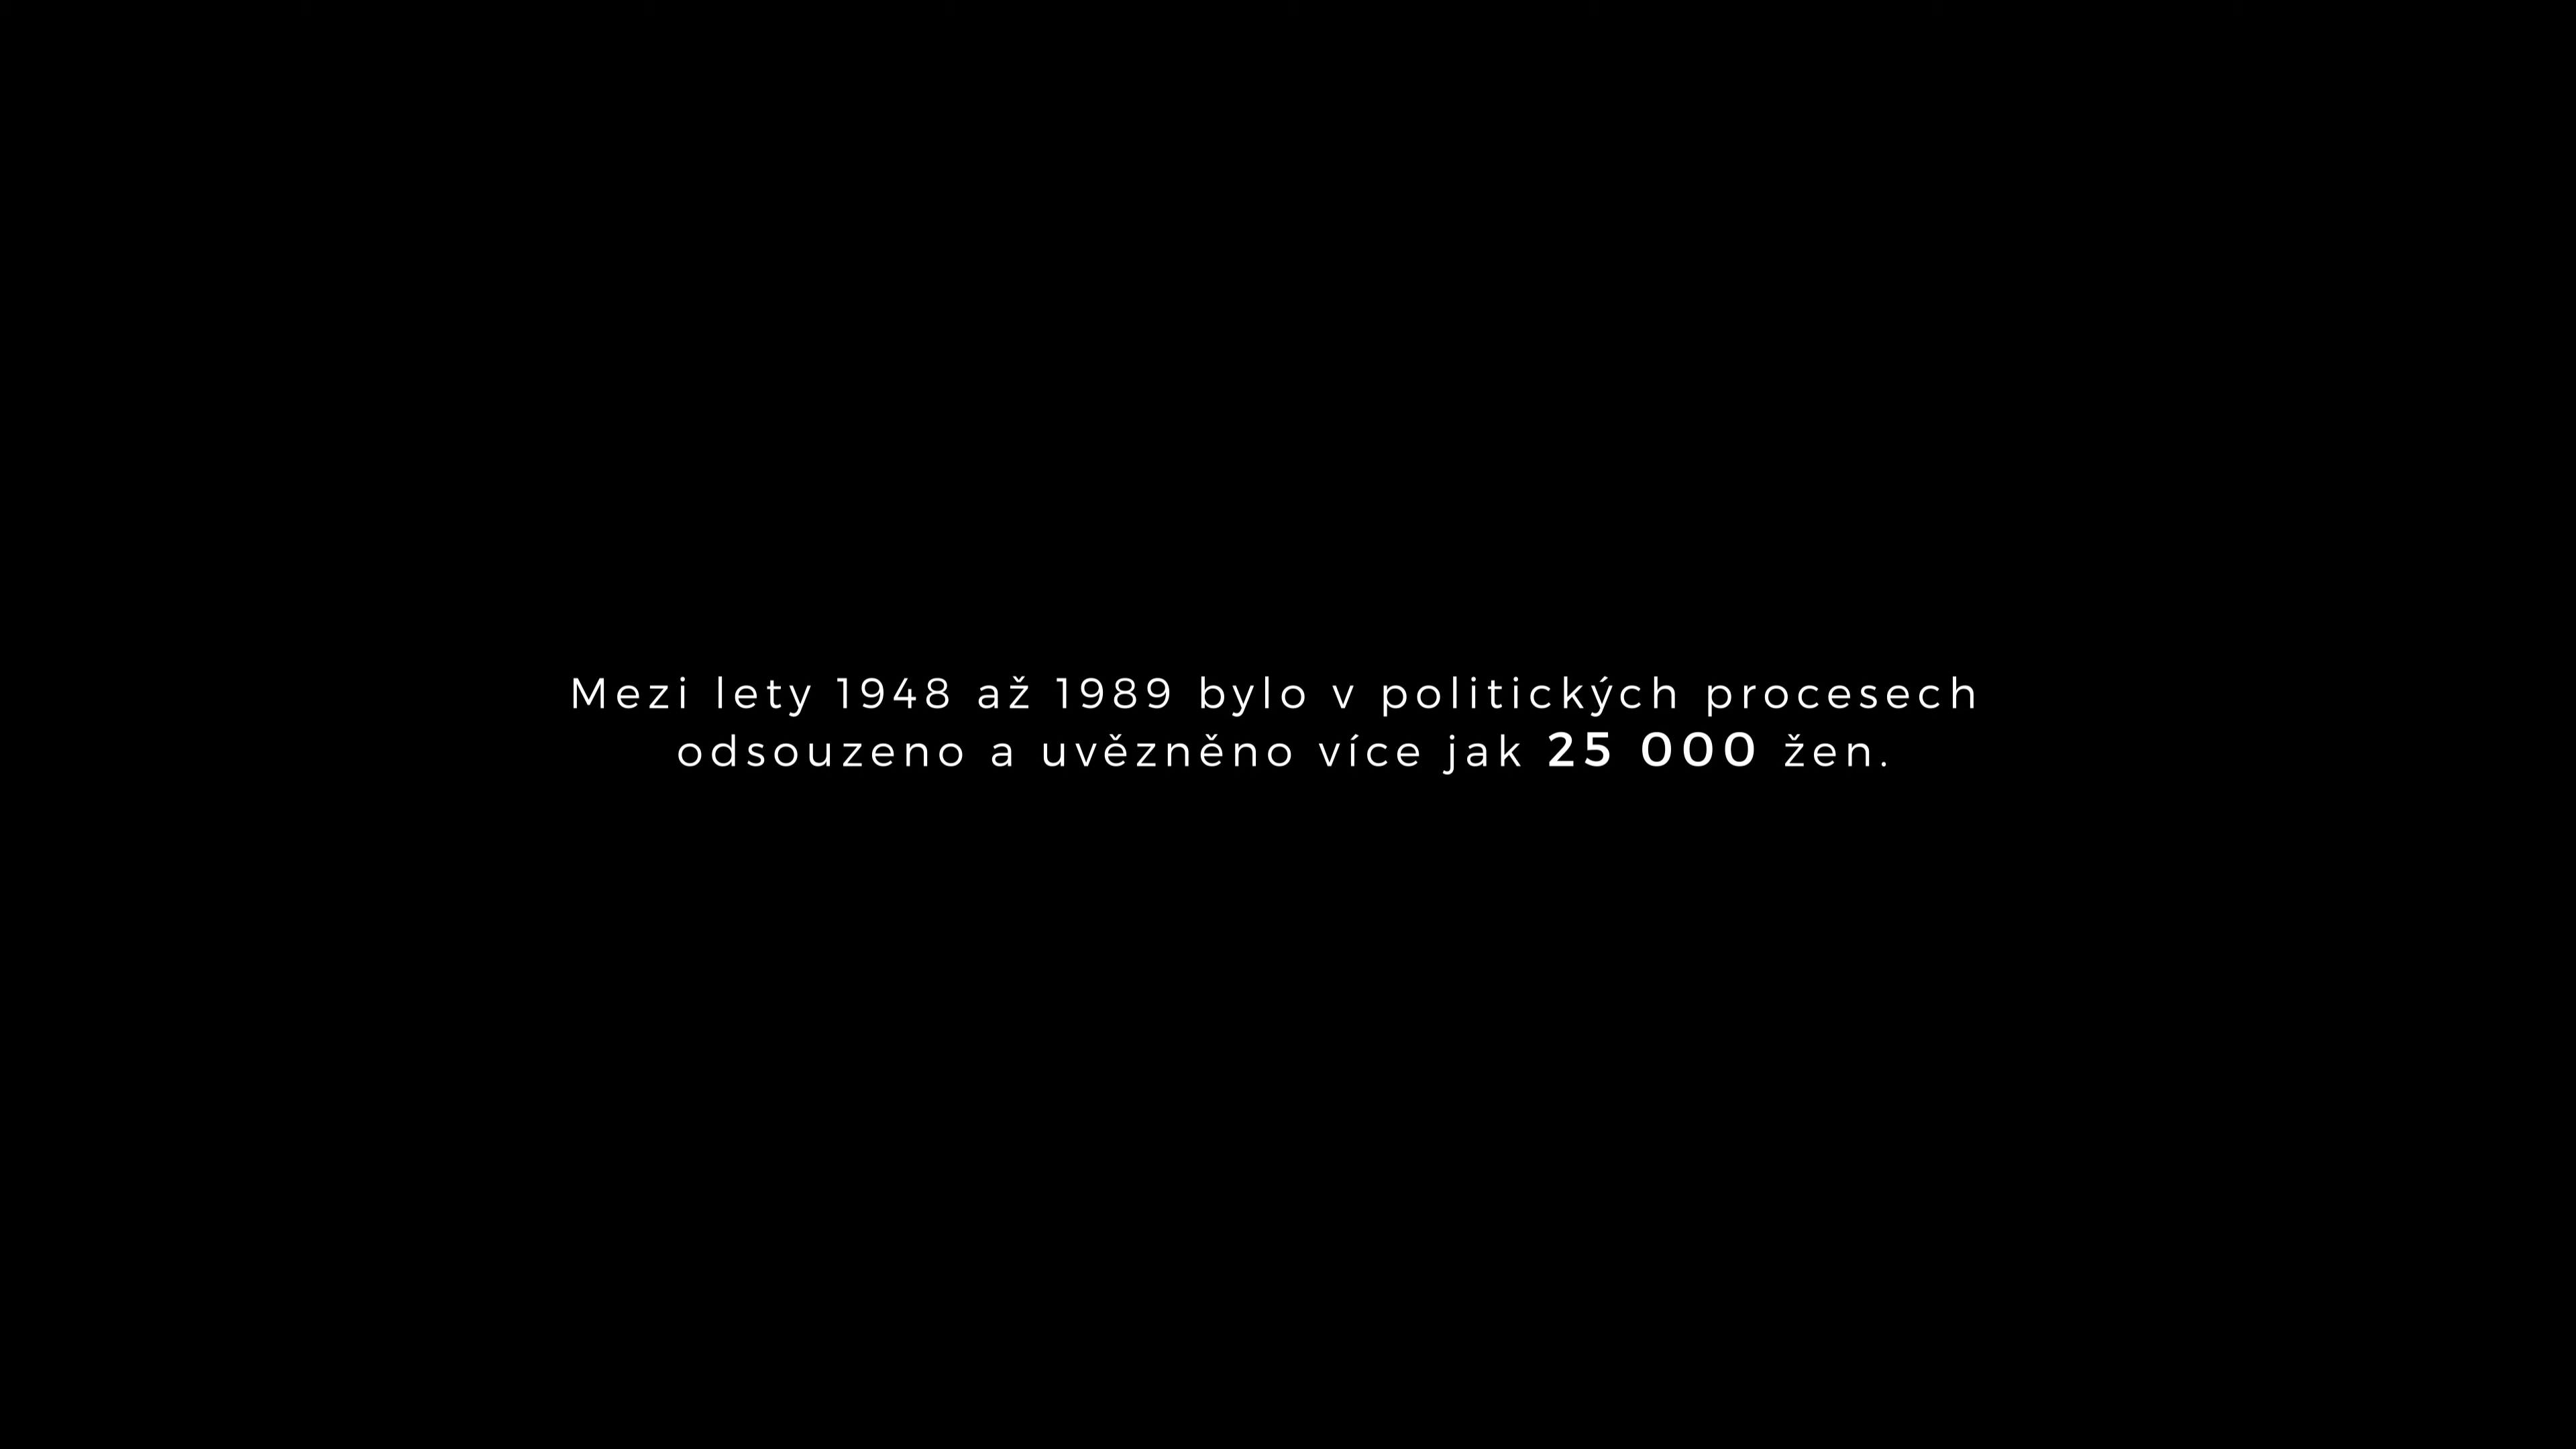 Mezi lety 1948 až 1989 bylo v politických procesech
odsouzeno a uvězněno více jak 25 000 žen.